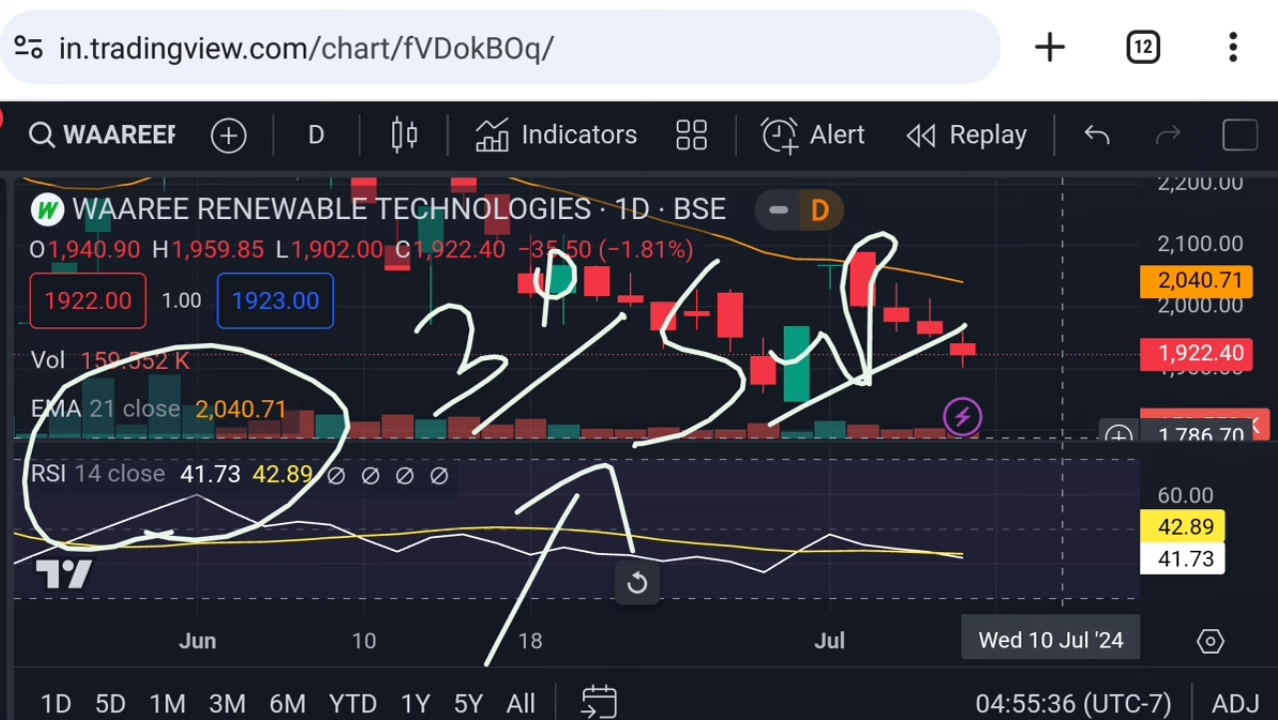 in.tradingview.com/chart/fVDokBOq/ 12
WAAREEF D Indicators Alert Replay
WAAREE RENEWABLE TECHNOLOGIES · 1D · BSE D
O1,940.90 H1,959.85 L1,902.00 C1,922.40 −35.50 (−1.81%)
1922.00 1.00 1923.00
Vol 159.552 K
EMA 21 close 2,040.71
RSI 14 close 41.73 42.89 ∅ ∅ ∅ ∅
2,200.00
2,100.00
2,040.71
2,000.00
1,922.40
1,786.70
60.00
42.89
41.73
Jun 10 18 Jul Wed 10 Jul '24
1D 5D 1M 3M 6M YTD 1Y 5Y All 04:55:36 (UTC-7) ADJ